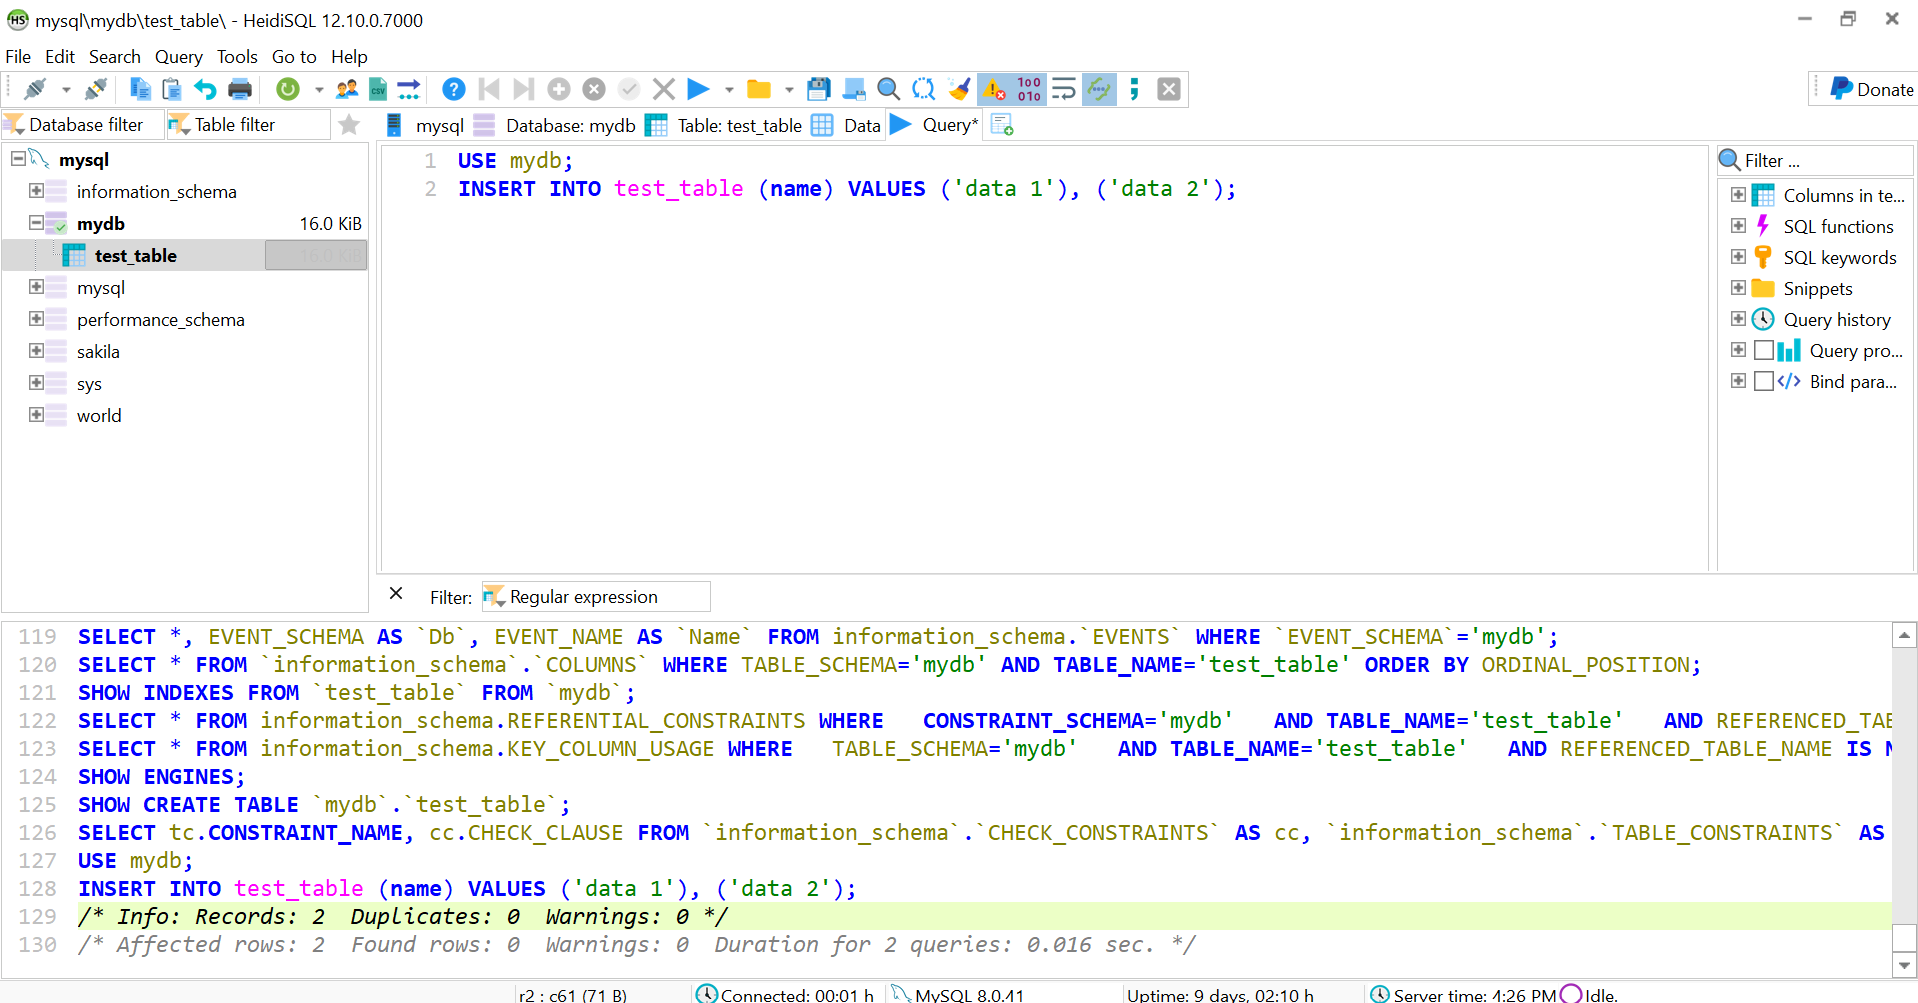 mysql\mydb\test_table\ - HeidiSQL 12.10.0.7000
File Edit Search Query Tools Go to Help
Donate
Database filter Table filter
mysql Database: mydb Table: test_table Data Query*
mysql
information_schema
mydb 16.0 KiB
test_table 16.0 KiB
mysql
performance_schema
sakila
sys
world
1 USE mydb;
2 INSERT INTO test_table (name) VALUES ('data 1'), ('data 2');
Filter ...
Columns in te...
SQL functions
SQL keywords
Snippets
Query history
Query pro...
Bind para...
Filter: Regular expression
119 SELECT *, EVENT_SCHEMA AS `Db`, EVENT_NAME AS `Name` FROM information_schema.`EVENTS` WHERE `EVENT_SCHEMA`='mydb';
120 SELECT * FROM `information_schema`.`COLUMNS` WHERE TABLE_SCHEMA='mydb' AND TABLE_NAME='test_table' ORDER BY ORDINAL_POSITION;
121 SHOW INDEXES FROM `test_table` FROM `mydb`;
122 SELECT * FROM information_schema.REFERENTIAL_CONSTRAINTS WHERE   CONSTRAINT_SCHEMA='mydb'   AND TABLE_NAME='test_table'   AND REFERENCED_TAB
123 SELECT * FROM information_schema.KEY_COLUMN_USAGE WHERE   TABLE_SCHEMA='mydb'   AND TABLE_NAME='test_table'   AND REFERENCED_TABLE_NAME IS N
124 SHOW ENGINES;
125 SHOW CREATE TABLE `mydb`.`test_table`;
126 SELECT tc.CONSTRAINT_NAME, cc.CHECK_CLAUSE FROM `information_schema`.`CHECK_CONSTRAINTS` AS cc, `information_schema`.`TABLE_CONSTRAINTS` AS
127 USE mydb;
128 INSERT INTO test_table (name) VALUES ('data 1'), ('data 2');
129 /* Info: Records: 2  Duplicates: 0  Warnings: 0 */
130 /* Affected rows: 2  Found rows: 0  Warnings: 0  Duration for 2 queries: 0.016 sec. */
r2 : c61 (71 B) Connected: 00:01 h MySQL 8.0.41 Uptime: 9 days, 02:10 h Server time: 4:26 PM Idle.